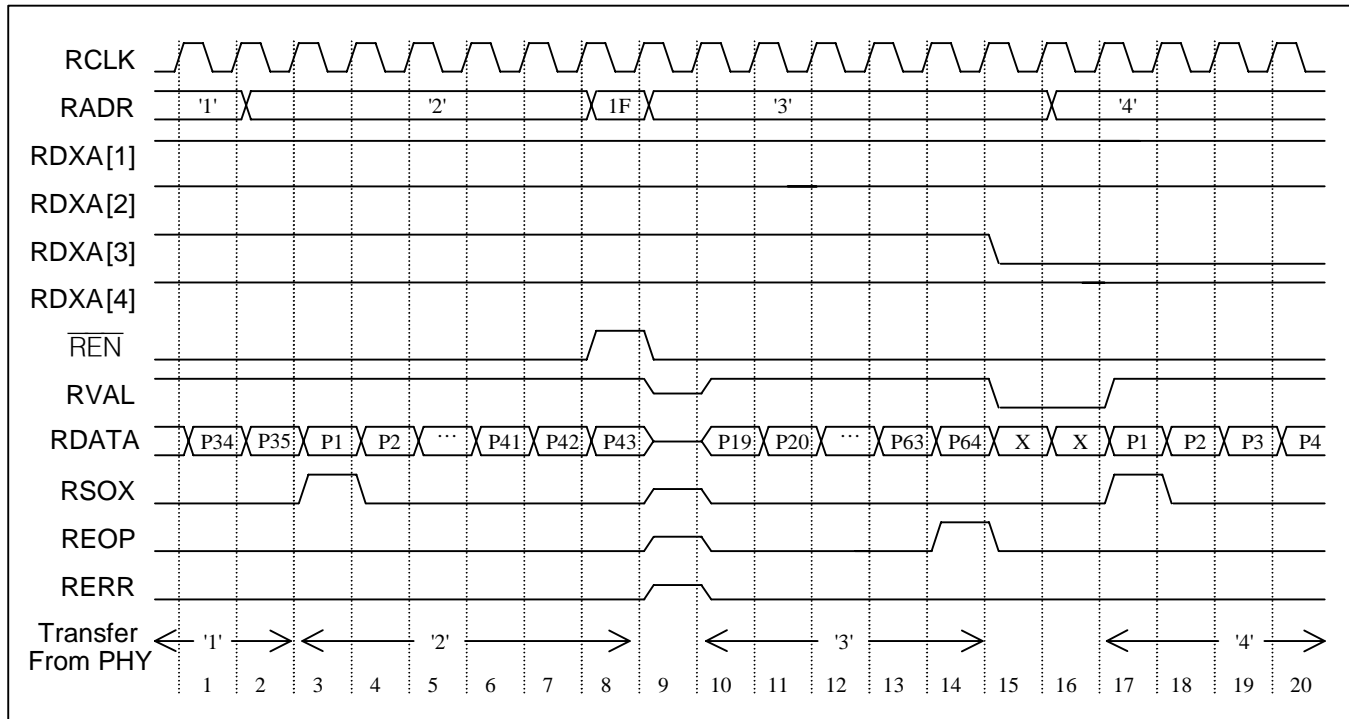 RCLK
RADR '1' '2' 1F '3' '4'
RDXA[1]
RDXA[2]
RDXA[3]
RDXA[4]
REN
RVAL
RDATA P34 P35 P1 P2 ... P41 P42 P43 P19 P20 ... P63 P64 X X P1 P2 P3 P4
RSOX
REOP
RERR
Transfer From PHY '1' '2' '3' '4'
1 2 3 4 5 6 7 8 9 10 11 12 13 14 15 16 17 18 19 20